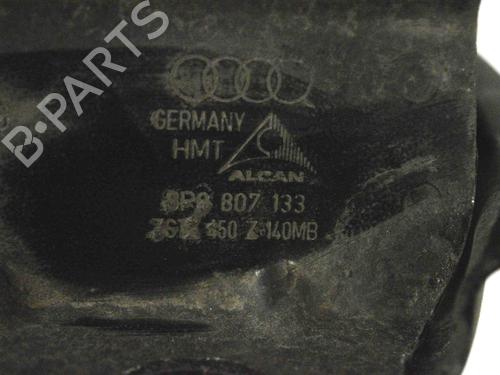 B-PARTS
GERMANY
HMT
ALCAN
807 133
140MB